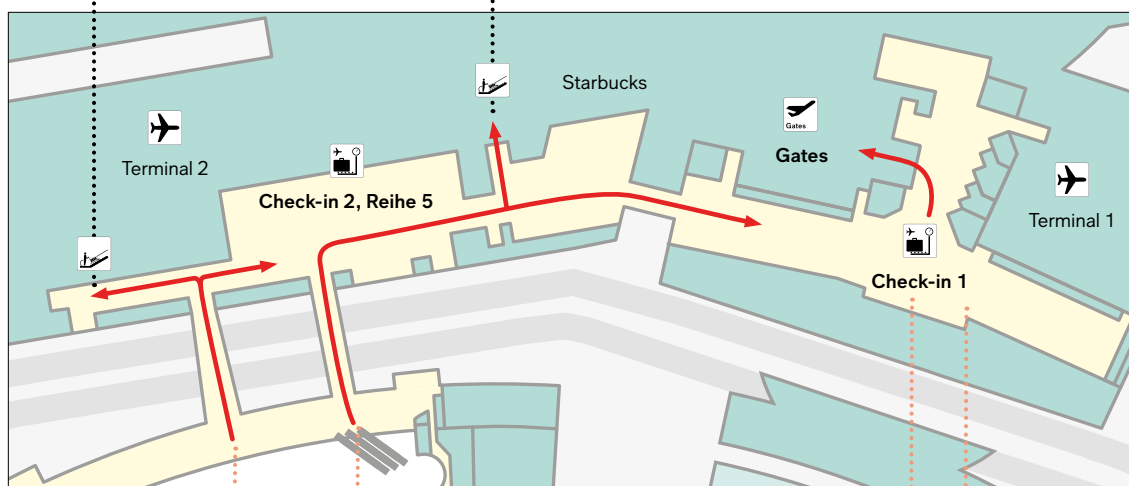 Starbucks
Gates
Gates
Terminal 2
Check-in 2, Reihe 5
Terminal 1
Check-in 1